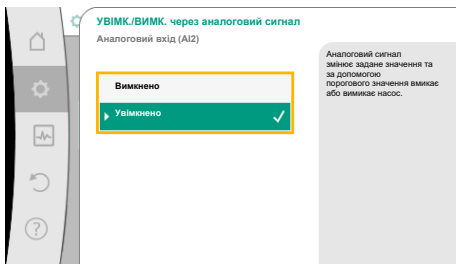 УВІМК./ВИМК. через аналоговий сигнал
Аналоговий вхід (AI2)
Вимкнено
Увімкнено
Аналоговий сигнал
змінює задане значення та
за допомогою
порогового значення вмикає
або вимикає насос.